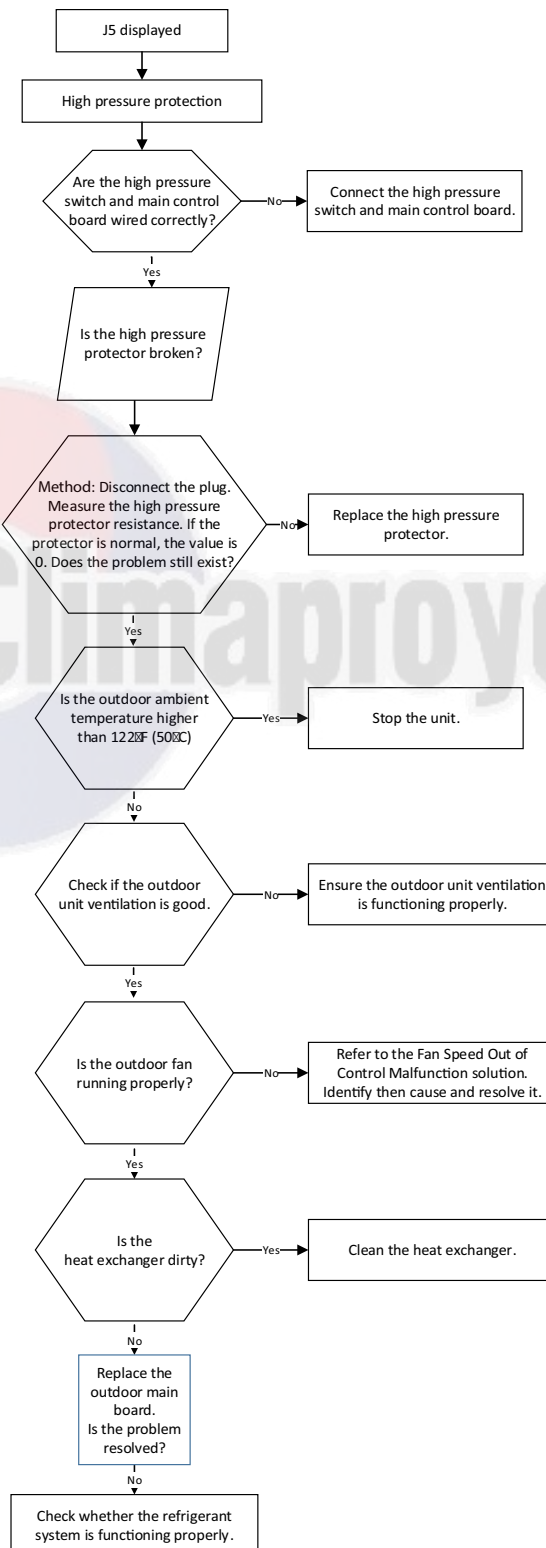 J5 displayed
High pressure protection
Are the high pressure
switch and main control
board wired correctly?
No
Connect the high pressure
switch and main control board.
Yes
Is the high pressure
protector broken?
Method: Disconnect the plug.
Measure the high pressure
protector resistance. If the
protector is normal, the value is
0. Does the problem still exist?
No
Replace the high pressure
protector.
Climaproye
Yes
Is the outdoor ambient
temperature higher
than 122F (50C)
Yes
Stop the unit.
No
Check if the outdoor
unit ventilation is good.
No
Ensure the outdoor unit ventilation
is functioning properly.
Yes
Is the outdoor fan
running properly?
No
Refer to the Fan Speed Out of
Control Malfunction solution.
Identify then cause and resolve it.
Yes
Is the
heat exchanger dirty?
Yes
Clean the heat exchanger.
No
Replace the
outdoor main
board.
Is the problem
resolved?
No
Check whether the refrigerant
system is functioning properly.